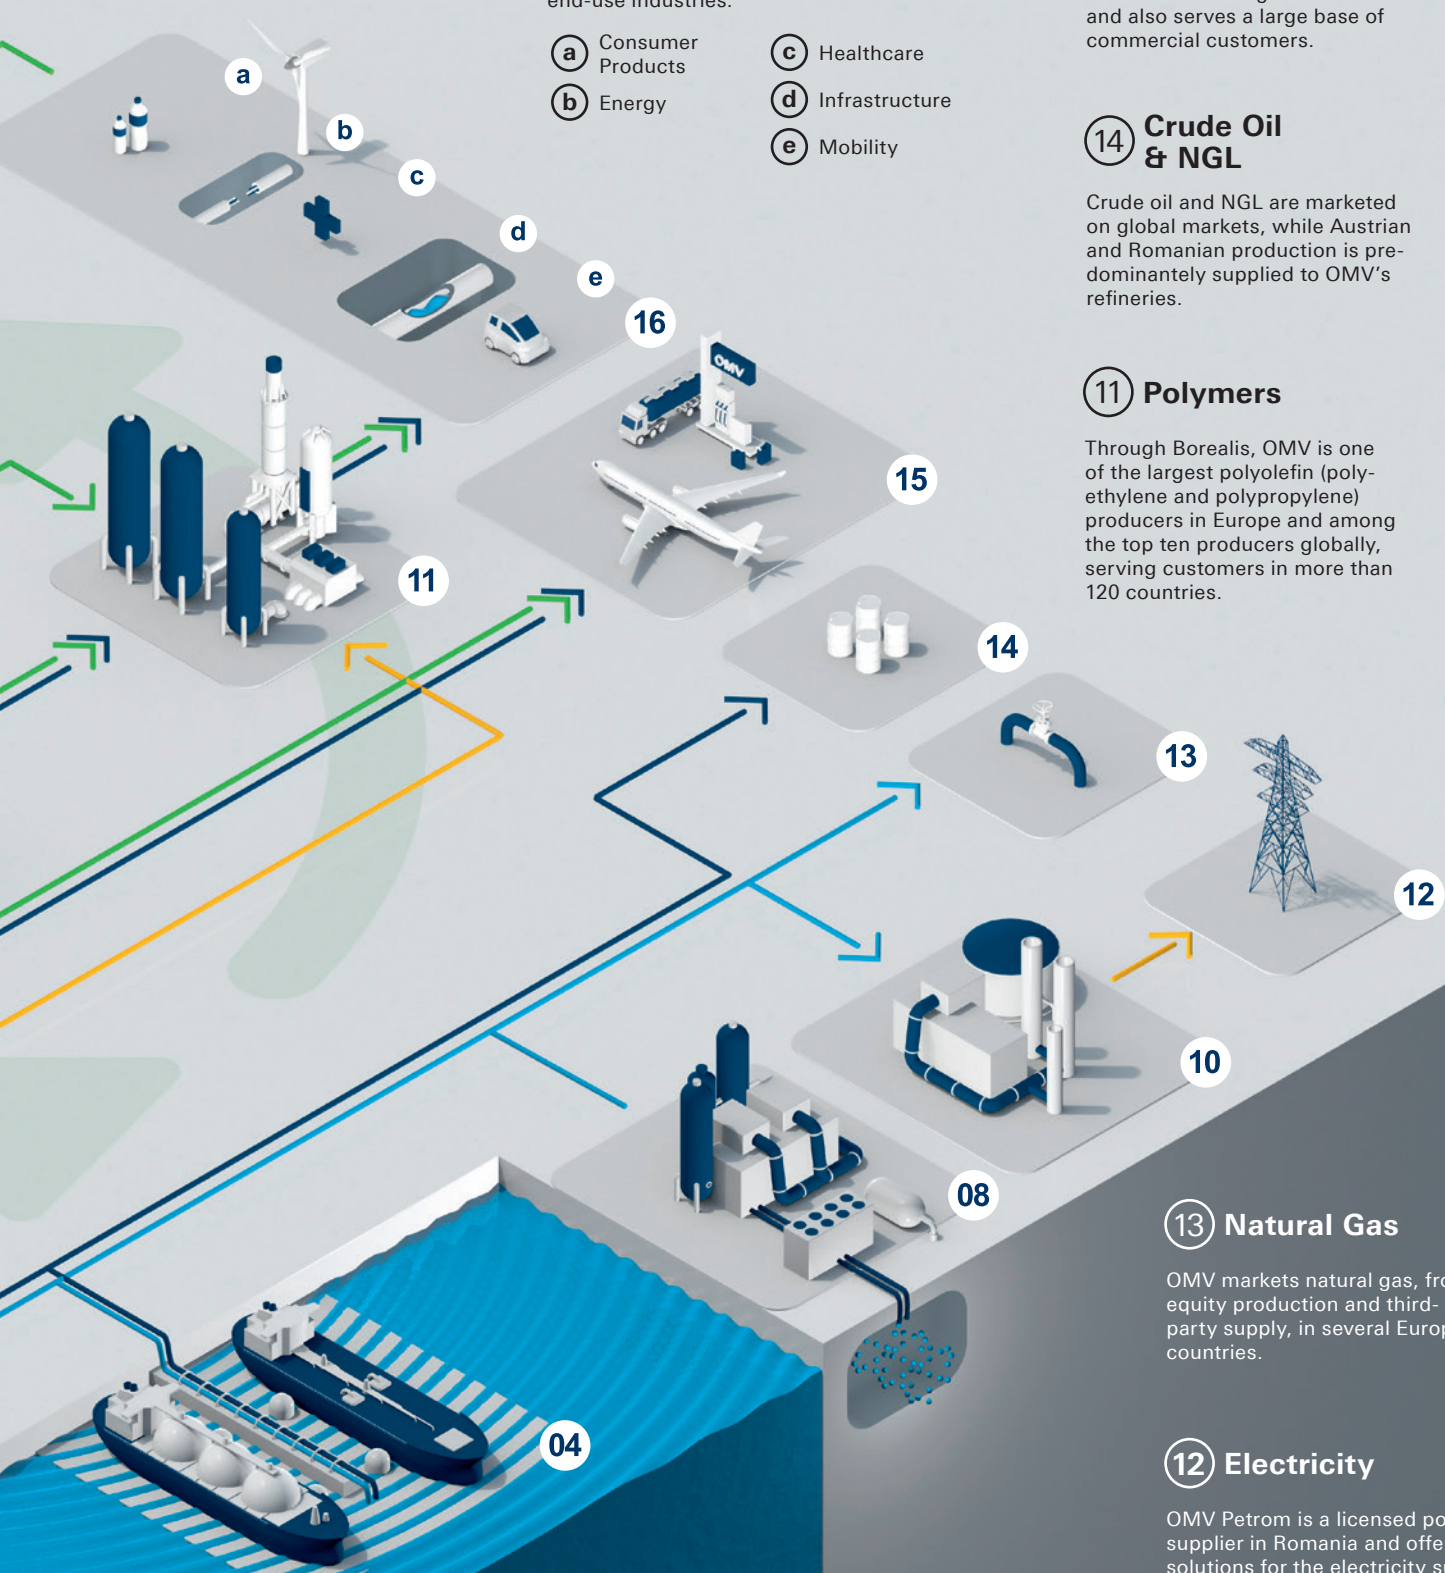 end-use industries.
a Consumer
Products
b Energy
c Healthcare
d Infrastructure
e Mobility
and also serves a large base of
commercial customers.
14 Crude Oil
& NGL
Crude oil and NGL are marketed
on global markets, while Austrian
and Romanian production is pre-
dominantely supplied to OMV's
refineries.
11 Polymers
Through Borealis, OMV is one
of the largest polyolefin (poly-
ethylene and polypropylene)
producers in Europe and among
the top ten producers globally,
serving customers in more than
120 countries.
a
b
c
d
e
16
OMV
15
11
14
13
12
10
08
04
13 Natural Gas
OMV markets natural gas,
equity production and third-
party supply, in several
countries.
12 Electricity
OMV Petrom is a licensed
supplier in Romania and
solutions for the electricity